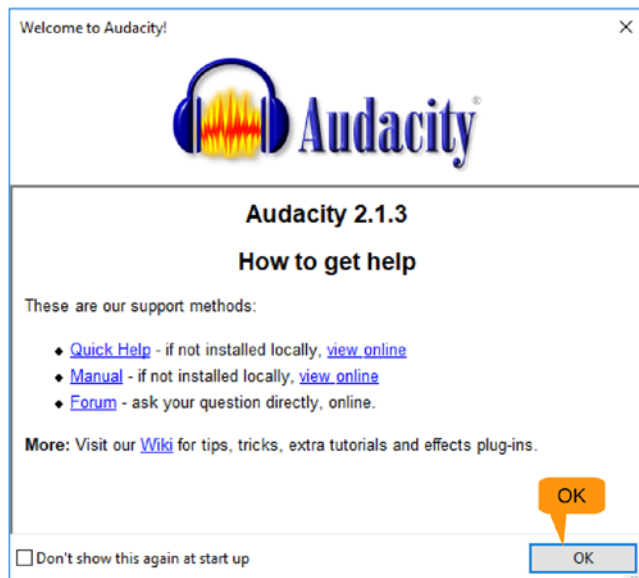 Welcome to Audacity!
Audacity®
Audacity 2.1.3
How to get help
These are our support methods:
Quick Help - if not installed locally, view online
Manual - if not installed locally, view online
Forum - ask your question directly, online.
More: Visit our Wiki for tips, tricks, extra tutorials and effects plug-ins.
OK
Don't show this again at start up
OK